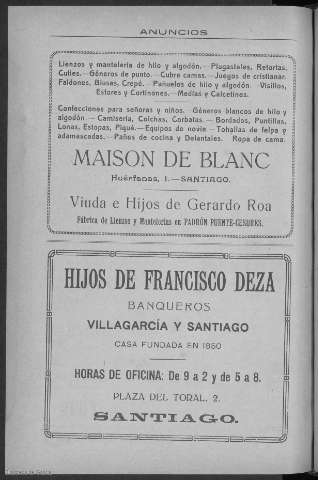 ANUNCIOS
Lienzos y mantelería de hilo y algodón.- Plugastales, Retortas,
Cuties.- Géneros de punto.- Cubre camas.- Juegos de cristianar.
Faldones, Blusas, Crepé.- Pañuelos de hilo y algodón Visillos,
Estores y Cortinones.- Medias y Calcetines.
Confecciones para señoras y niños. Géneros blancos de hilo y
algodón - Camisería, Colchas, Corbatas.- Bordados, Puntillas,
Lonas, Estopas, Piqué.- Equipos de novia - Tohallas de felpa y
adamascadas.- Paños de cocina y Delantales. Ropa de cama.
MAISON DE BLANC
Huérfanas, 1.-SANTIAGO.
Viuda e Hijos de Gerardo Roa
Fábrica de Lienzos y Mantelerías en PADRÓN PUENTE-CESURES.
HIJOS DE FRANCISCO DEZA
BANQUEROS
VILLAGARCÍA Y SANTIAGO
CASA FUNDADA EN 1850
HORAS DE OFICINA: De 9 a 2 y de 5 a 8.
PLAZA DEL TORAL, 2.
SANTIAGO.